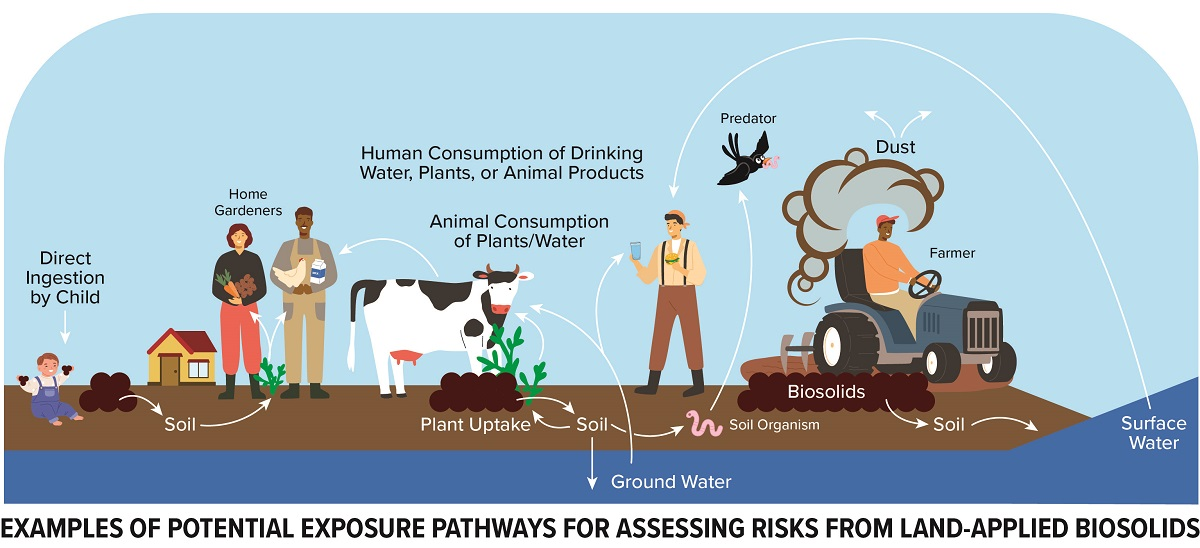 Predator
Dust
Human Consumption of Drinking
Water, Plants, or Animal Products
Home
Gardeners
Animal Consumption
of Plants/Water
Farmer
Direct
Ingestion
by Child
Biosolids
Soil
Plant Uptake
Soil
Soil Organism
Soil
Surface
Water
Ground Water
EXAMPLES OF POTENTIAL EXPOSURE PATHWAYS FOR ASSESSING RISKS FROM LAND-APPLIED BIOSOLIDS